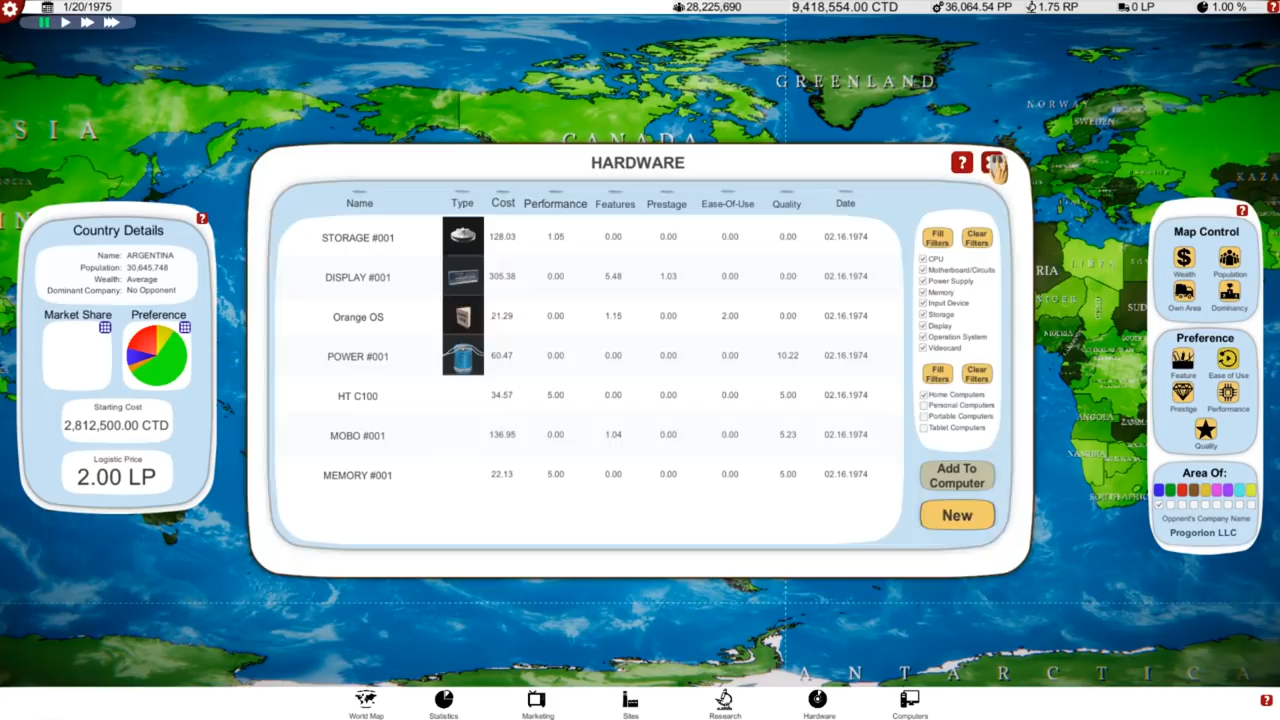 1/20/1975
28,225,690
9,418,554.00 CTD
36,064.54 PP
1.75 RP
0 LP
1.00 %
?
GREENLAND
NORWAY
SWEDEN
SIA
CANADA
HARDWARE
?
Name
Type
Cost
Performance
Features
Prestage
Ease-Of-Use
Quality
Date
STORAGE #001 128.03 1.05 0.00 0.00 0.00 0.00 02.16.1974
DISPLAY #001 305.38 0.00 5.48 1.03 0.00 0.00 02.16.1974
Orange OS 21.29 0.00 1.15 0.00 2.00 0.00 02.16.1974
POWER #001 60.47 0.00 0.00 0.00 0.00 10.22 02.16.1974
HT C100 34.57 5.00 0.00 0.00 0.00 5.00 02.16.1974
MOBO #001 136.95 0.00 1.04 0.00 0.00 5.23 02.16.1974
MEMORY #001 22.13 5.00 0.00 0.00 0.00 5.00 02.16.1974
Fill Filters
Clear Filters
CPU
Motherboard/Circuits
Power Supply
Memory
Input Device
Storage
Display
Operation System
Videocard
Fill Filters
Clear Filters
Home Computers
Personal Computers
Portable Computers
Tablet Computers
Add To Computer
New
?
Country Details
Name: ARGENTINA
Population: 30,645,748
Wealth: Average
Dominant Company: No Opponent
Market Share
Preference
Starting Cost
2,812,500.00 CTD
Logistic Price
2.00 LP
?
Map Control
Wealth
Population
Own Area
Dominancy
Preference
Feature
Ease of Use
Prestige
Performance
Quality
Area Of:
Oppnent's Company Name
Progorion LLC
KAZA
RIA
LIBYA
NIGER
CHAD
SUD
ANGOLA
ZAMB
NAMIBIA
SOUTH AFRIC
ANTARCTICA
World Map
Statistics
Marketing
Sites
Research
Hardware
Computers
?